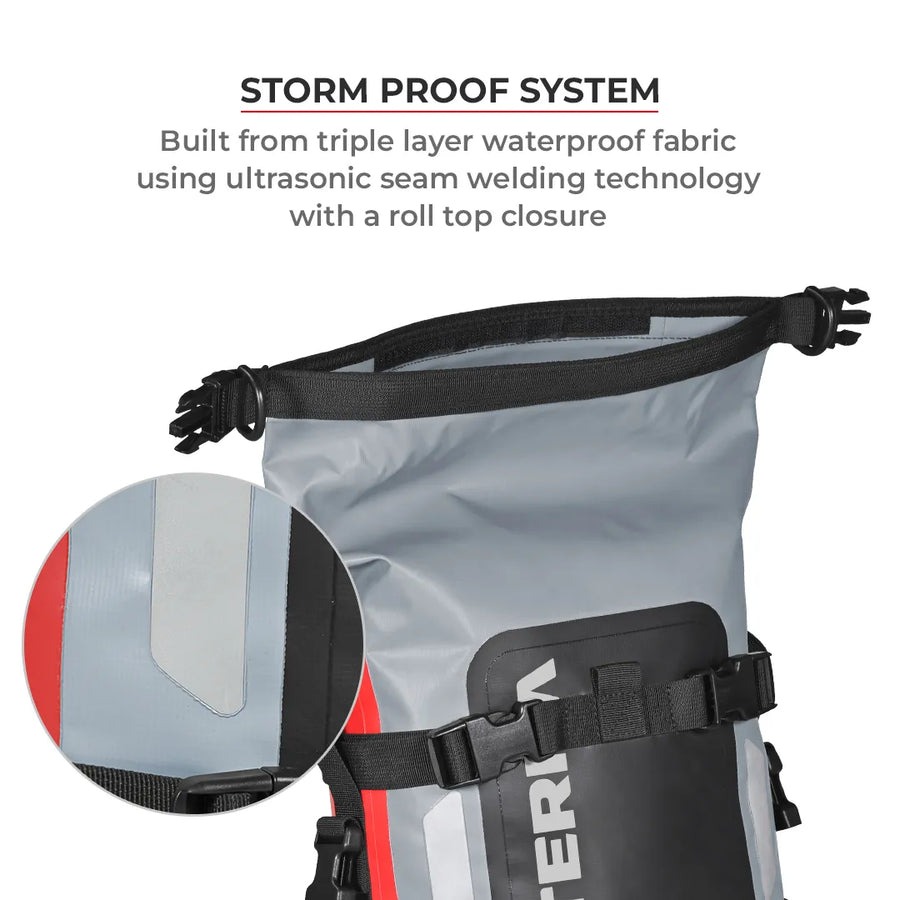 STORM PROOF SYSTEM
Built from triple layer waterproof fabric
using ultrasonic seam welding technology
with a roll top closure